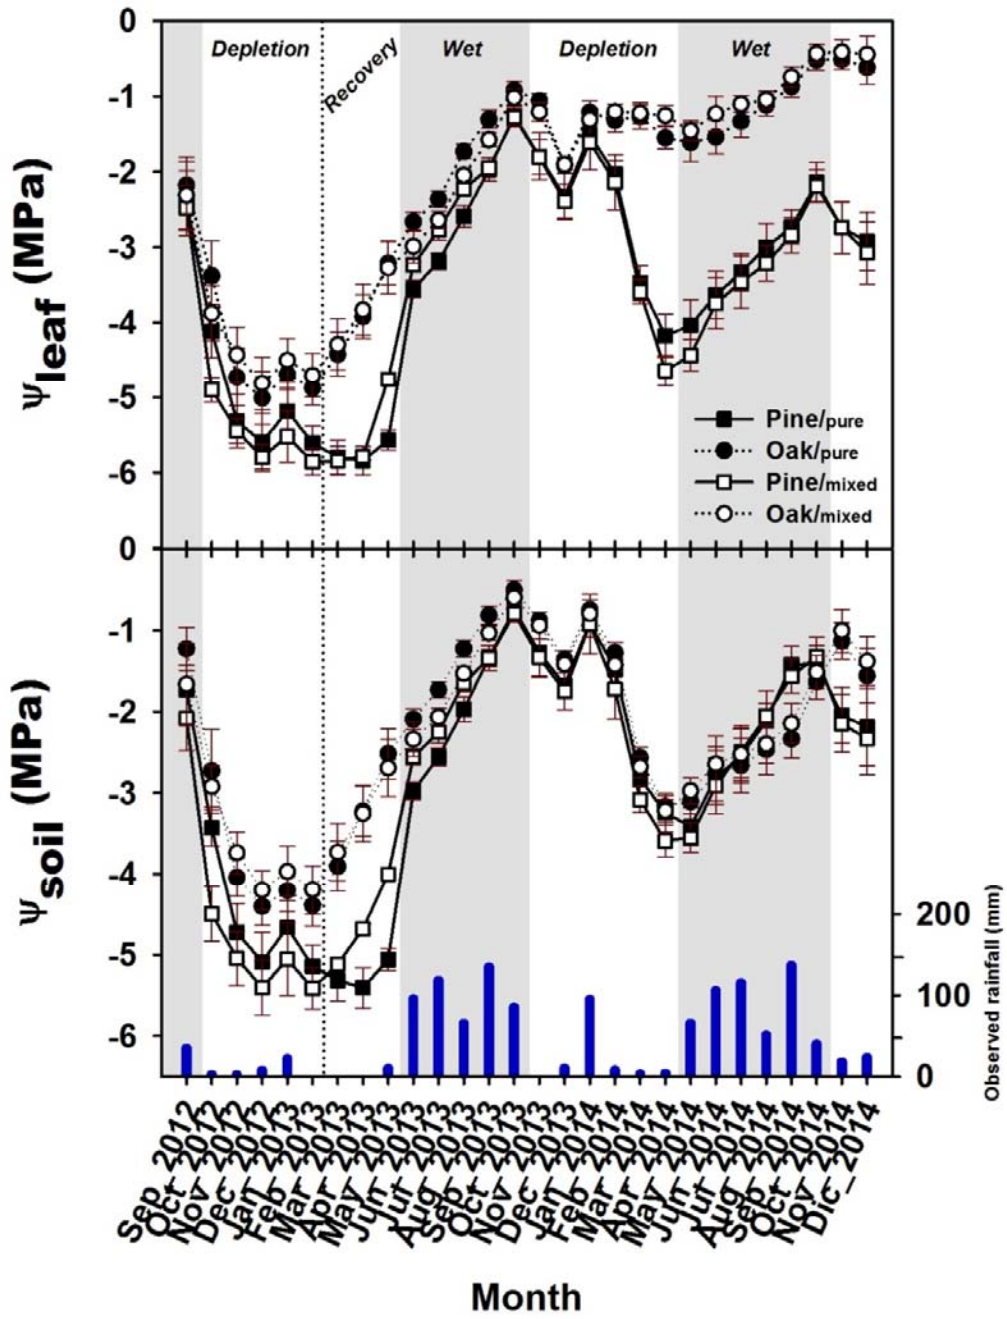 0
-1
-2
-3
-4
-5
-6
Depletion
Recovery
Wet
Depletion
Wet
Ψleaf (MPa)
Pine/pure
Oak/pure
Pine/mixed
Oak/mixed
0
-1
-2
-3
-4
-5
-6
Ψsoil (MPa)
200
100
0
Observed rainfall (mm)
Sep_2012
Oct_2012
Nov_2012
Dec_2012
Jan_2013
Feb_2013
Mar_2013
Apr_2013
May_2013
Jun_2013
Jul_2013
Aug_2013
Sep_2013
Oct_2013
Nov_2013
Dec_2013
Jan_2014
Feb_2014
Mar_2014
Apr_2014
May_2014
Jun_2014
Jul_2014
Aug_2014
Sep_2014
Oct_2014
Nov_2014
Dic_2014
Month